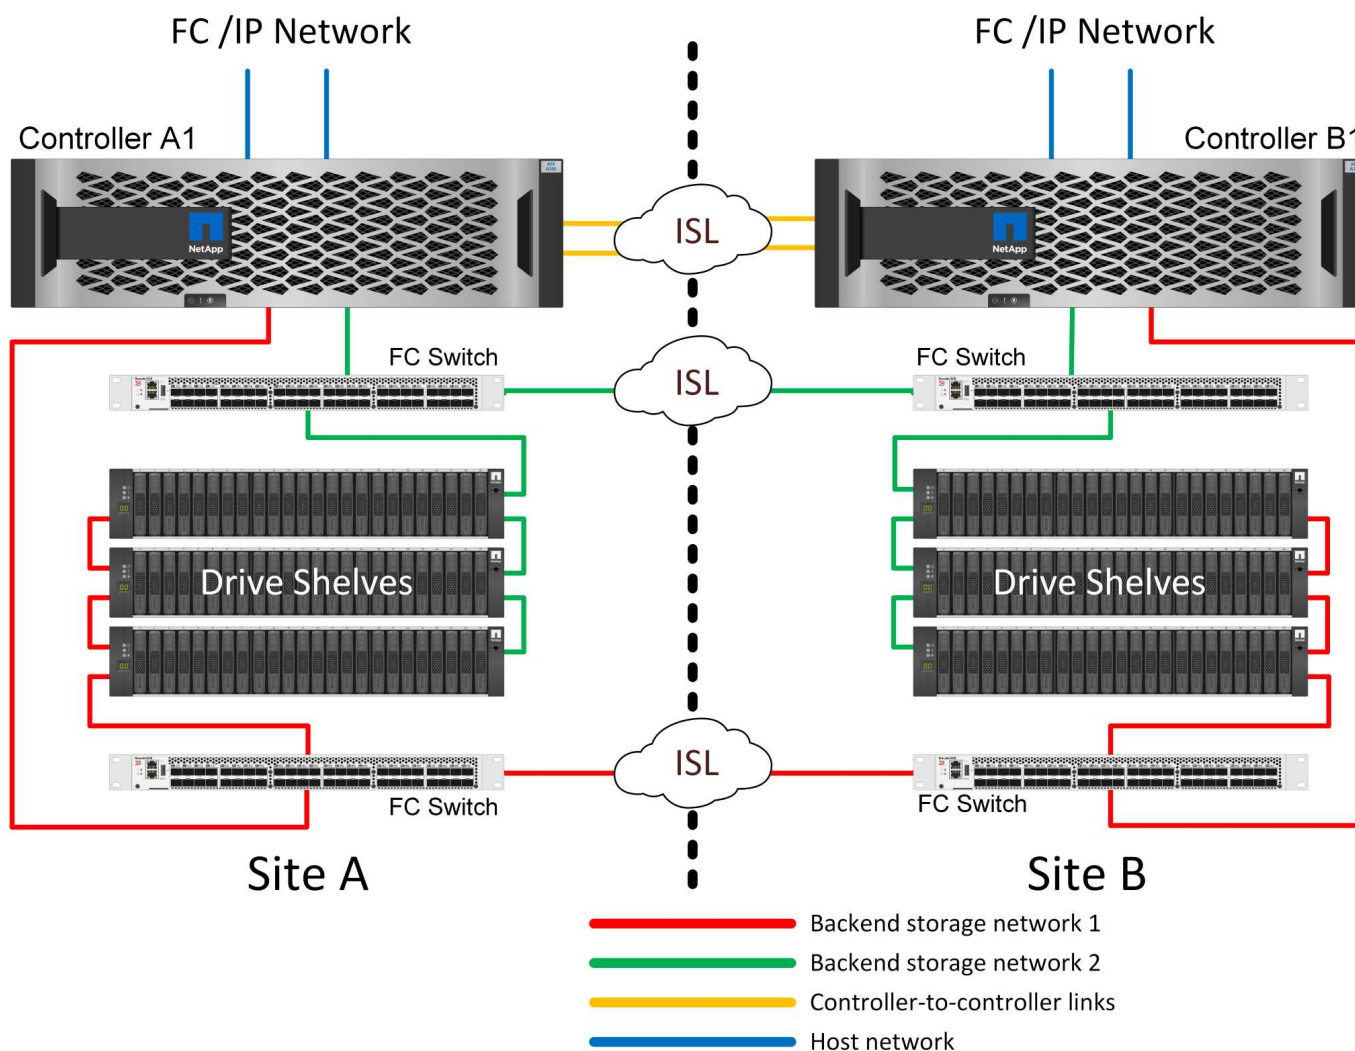 FC /IP Network
FC /IP Network
Controller A1
Controller B1
NetApp
ISL
NetApp
FC Switch
ISL
FC Switch
Drive Shelves
Drive Shelves
ISL
FC Switch
FC Switch
Site A
Site B
Backend storage network 1
Backend storage network 2
Controller-to-controller links
Host network